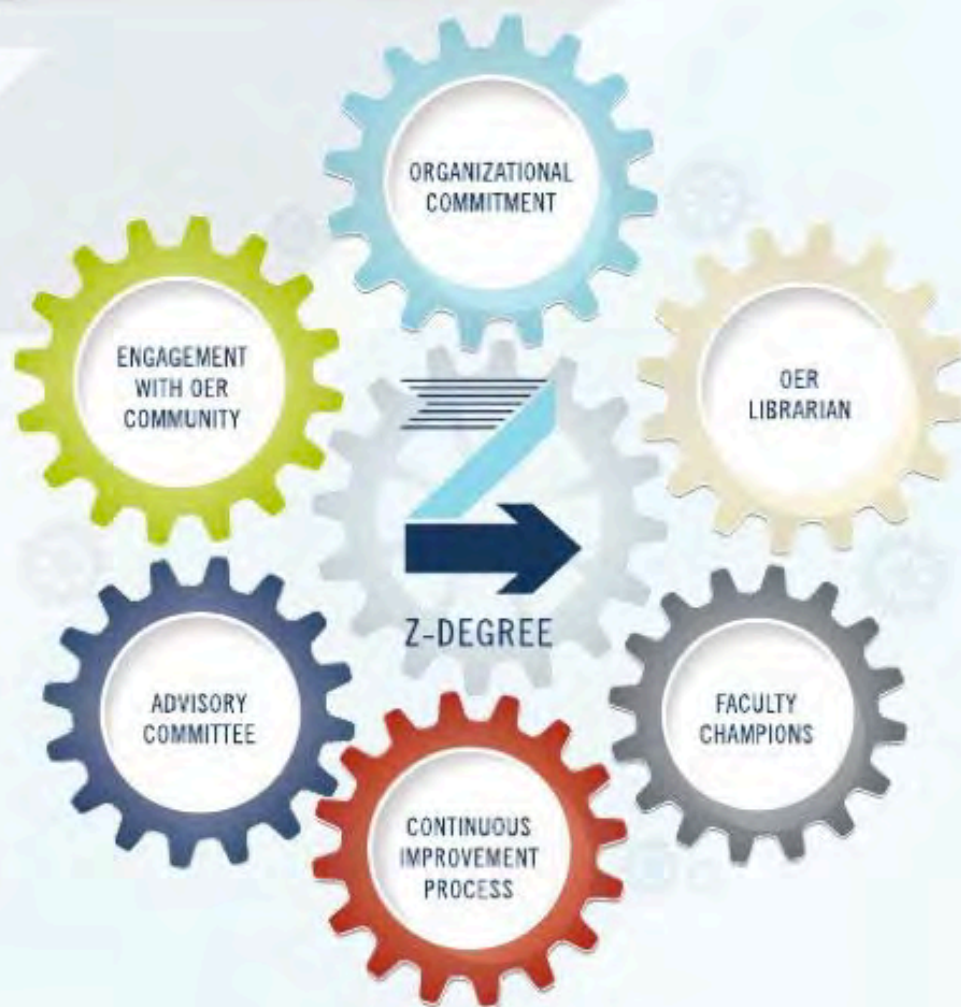 ORGANIZATIONAL
COMMITMENT
ENGAGEMENT
WITH OER
COMMUNITY
OER
LIBRARIAN
Z-DEGREE
ADVISORY
COMMITTEE
FACULTY
CHAMPIONS
CONTINUOUS
IMPROVEMENT
PROCESS